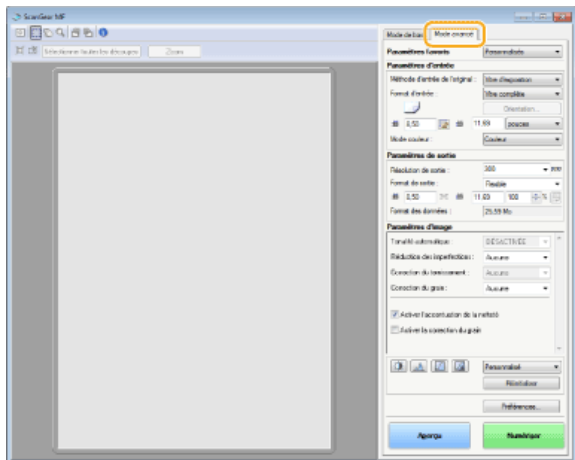 ScanGear MF
Sélectionne toutes les découpes
Zoom
Mode de base
Mode avancé
Paramètres favoris
Personnalisés
Paramètres d'entrée
Méthode d'entrée de l'original :
Vitre d'exposition
Format d'entrée :
Vitre complète
Orientation...
8,50
11,69
pouces
Mode couleur :
Couleur
Paramètres de sortie
Résolution de sortie :
300
Format de sortie :
Flexible
8,50
11,69
100
%
Format des données :
25,59 Mo
Paramètres d'image
Tonalité automatique :
DÉSACTIVÉE
Réduction des imperfections :
Aucune
Correction du ternissement :
Aucune
Correction du grain :
Aucune
Activer l'accentuation de la netteté
Activer la correction du grain
Personnalisé
Réinitialiser
Préférences...
Aperçu
Numériser